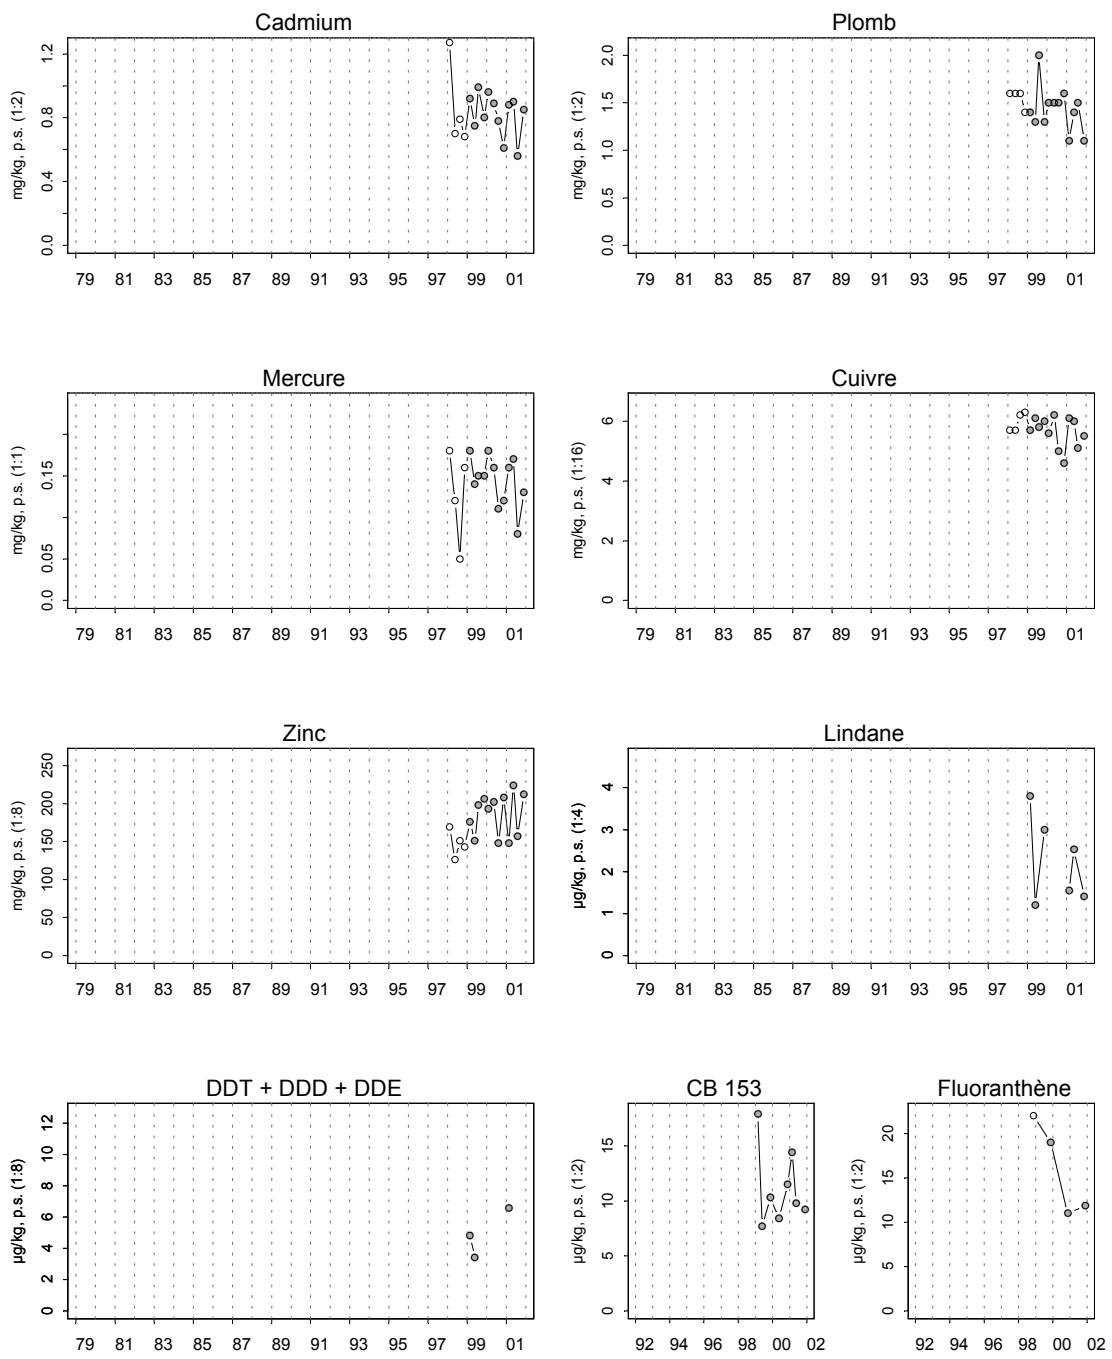 Cadmium
mg/kg, p.s. (1:2)
0.0 0.4 0.8 1.2
79 81 83 85 87 89 91 93 95 97 99 01
Plomb
mg/kg, p.s. (1:2)
0.0 0.5 1.0 1.5 2.0
79 81 83 85 87 89 91 93 95 97 99 01
Mercure
mg/kg, p.s. (1:1)
0.0 0.05 0.15
79 81 83 85 87 89 91 93 95 97 99 01
Cuivre
mg/kg, p.s. (1:16)
0 2 4 6
79 81 83 85 87 89 91 93 95 97 99 01
Zinc
mg/kg, p.s. (1:8)
0 50 100 150 200 250
79 81 83 85 87 89 91 93 95 97 99 01
Lindane
µg/kg, p.s. (1:4)
0 1 2 3 4
79 81 83 85 87 89 91 93 95 97 99 01
DDT + DDD + DDE
µg/kg, p.s. (1:8)
0 2 4 6 8 10 12
79 81 83 85 87 89 91 93 95 97 99 01
CB 153
µg/kg, p.s. (1:2)
0 5 10 15
92 94 96 98 00 02
Fluoranthène
µg/kg, p.s. (1:2)
0 5 10 15 20
92 94 96 98 00 02